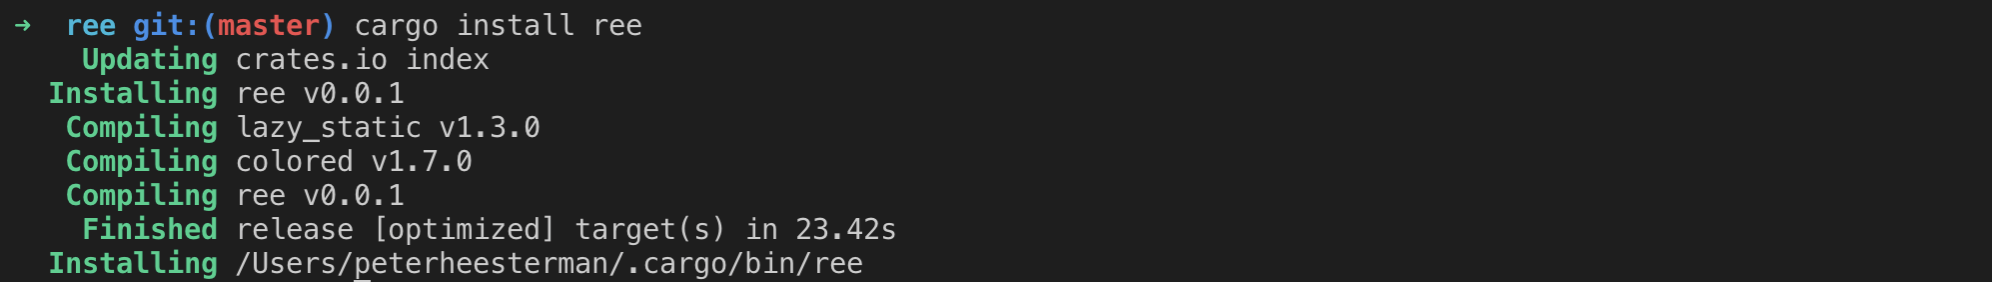 → ree git:(master) cargo install ree
Updating crates.io index
Installing ree v0.0.1
Compiling lazy_static v1.3.0
Compiling colored v1.7.0
Compiling ree v0.0.1
Finished release [optimized] target(s) in 23.42s
Installing /Users/peterheesterman/.cargo/bin/ree